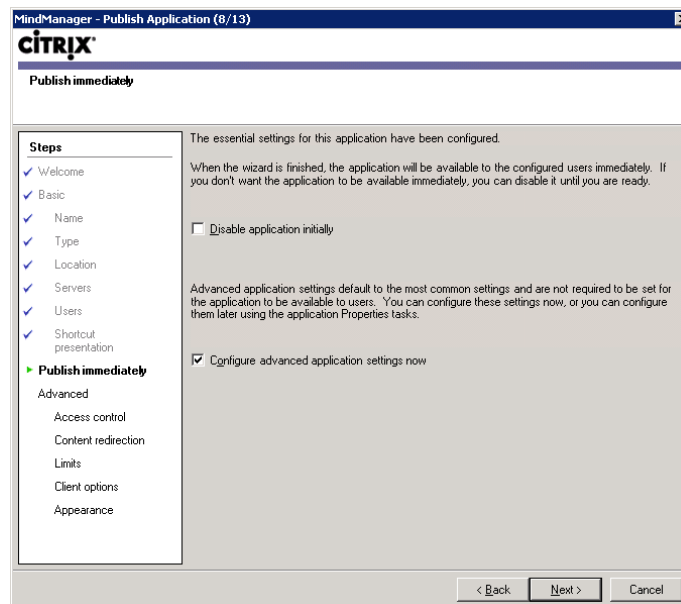 MindManager - Publish Application (8/13)
CITRIX
Publish immediately
Steps
Welcome
Basic
Name
Type
Location
Servers
Users
Shortcut
presentation
Publish immediately
Advanced
Access control
Content redirection
Limits
Client options
Appearance
The essential settings for this application have been configured.
When the wizard is finished, the application will be available to the configured users immediately. If
you don't want the application to be available immediately, you can disable it until you are ready.
Disable application initially
Advanced application settings default to the most common settings and are not required to be set for
the application to be available to users. You can configure these settings now, or you can configure
them later using the application Properties tasks.
Configure advanced application settings now
< Back
Next >
Cancel